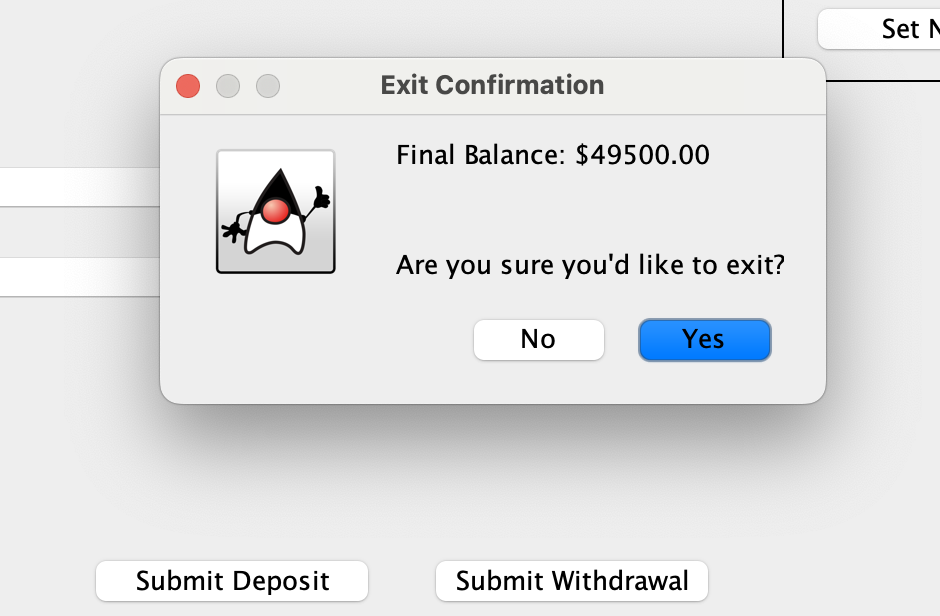 Set N
Exit Confirmation
Final Balance: $49500.00
Are you sure you'd like to exit?
No
Yes
Submit Deposit
Submit Withdrawal